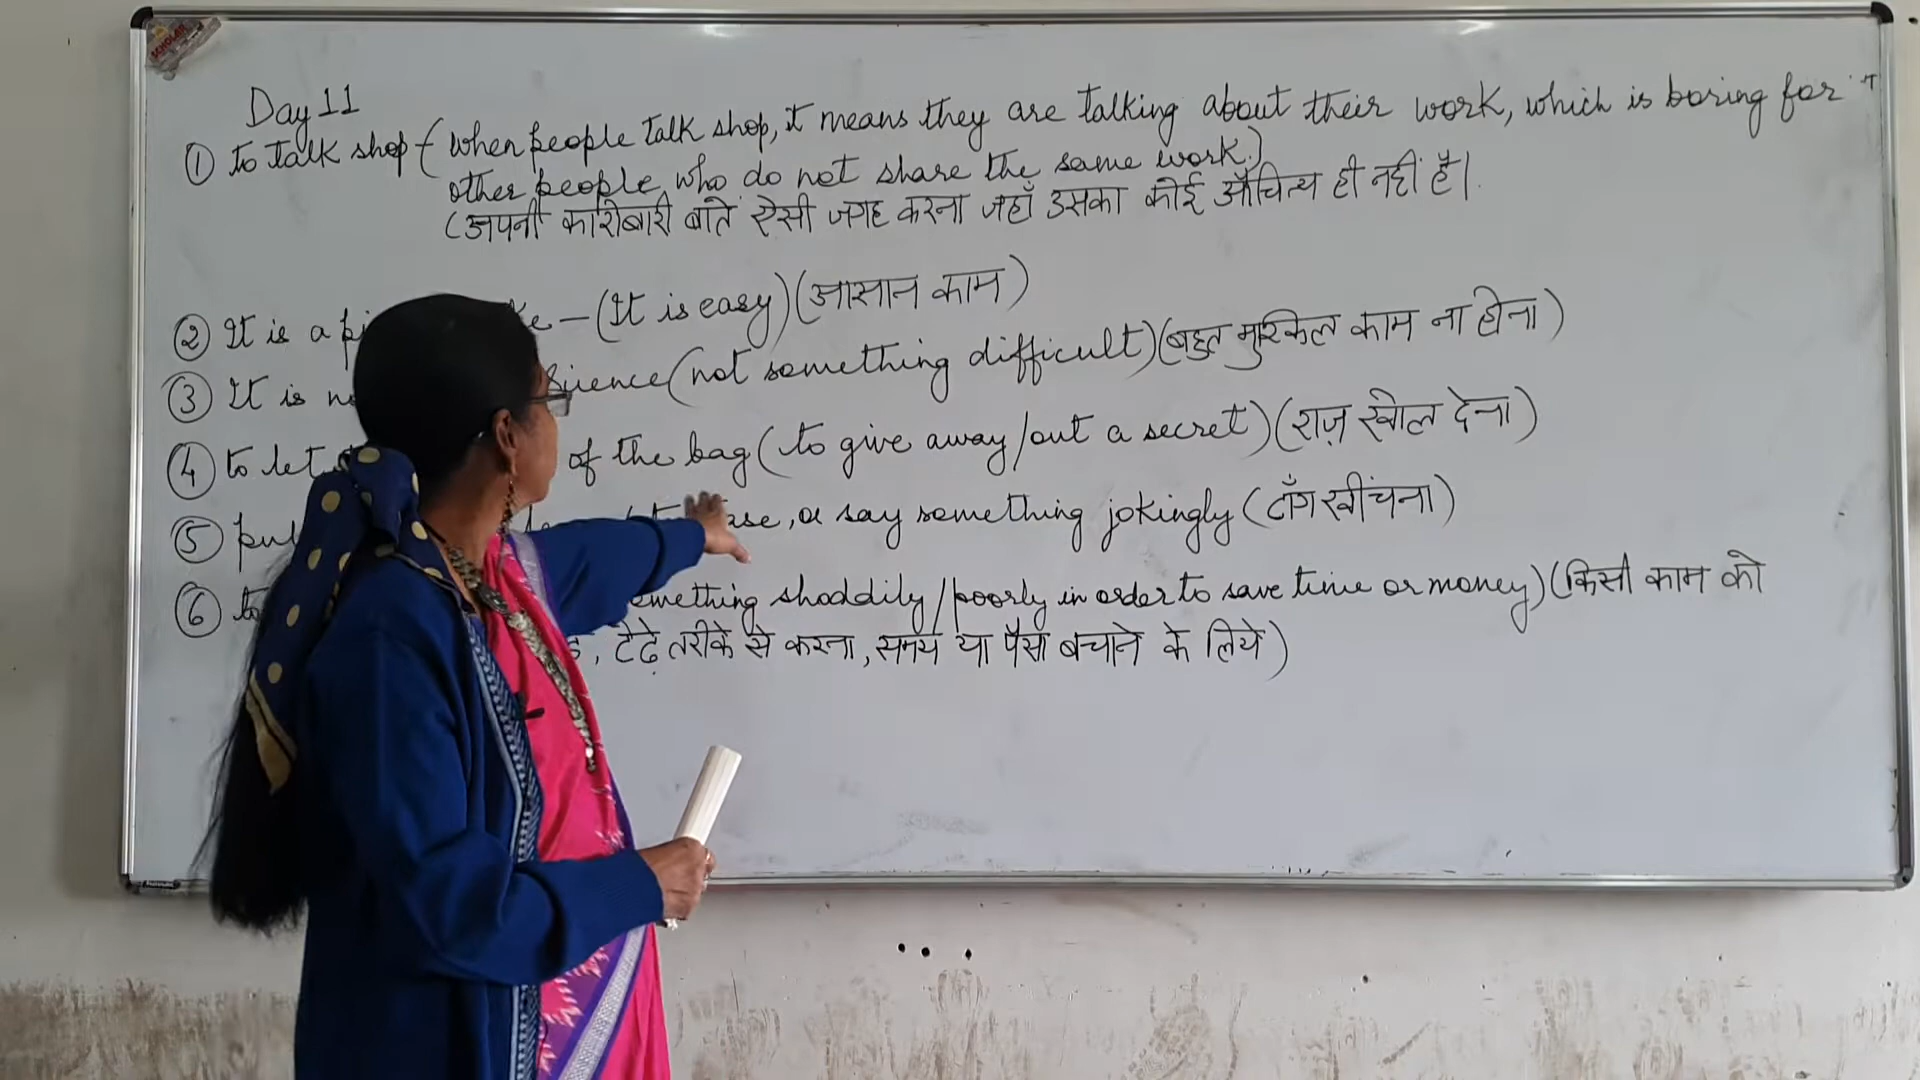 SCHOLAR
Day 11
① to talk shop - (when people talk shop, it means they are talking about their work, which is boring for
other people who do not share the same work.)
(अपनी कारोबारी बातें ऐसी जगह करना जहाँ उसका कोई औचित्य ही नहीं है।
② It is a – (It is easy) (आसान काम)
③ It is science (not something difficult) (बहुत मुश्किल काम ना होना)
④ to let of the bag (to give away/out a secret) (राज़ खोल देना)
⑤ , or say something jokingly (टाँग खींचना)
⑥ something shoddily/poorly in order to save time or money) (किसी काम को
, टेढ़े तरीके से करना, समय या पैसा बचाने के लिये)